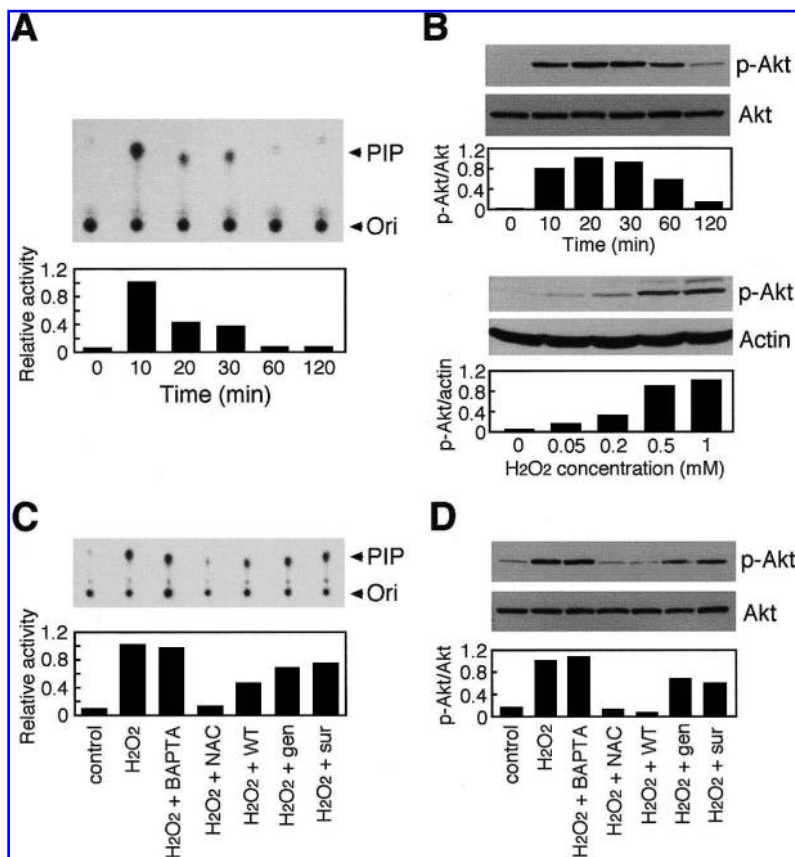 A
PIP
Ori
Relative activity
1.2
0.8
0.4
0
0 10 20 30 60 120
Time (min)
B
p-Akt
Akt
p-Akt/Akt
1.2
0.8
0.4
0
0 10 20 30 60 120
Time (min)
p-Akt
Actin
p-Akt/actin
1.2
0.8
0.4
0
0 0.05 0.2 0.5 1
H2O2 concentration (mM)
C
PIP
Ori
Relative activity
1.2
0.8
0.4
0
control
H2O2
H2O2 + BAPTA
H2O2 + NAC
H2O2 + WT
H2O2 + gen
H2O2 + sur
D
p-Akt
Akt
p-Akt/Akt
1.2
0.8
0.4
0
control
H2O2
H2O2 + BAPTA
H2O2 + NAC
H2O2 + WT
H2O2 + gen
H2O2 + sur